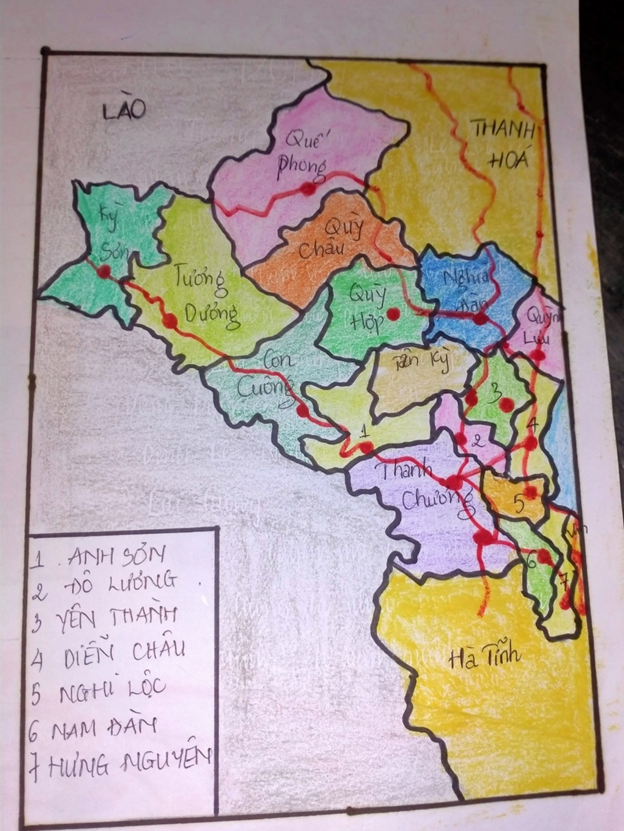 LÀO
THANH
HOÁ
Quế
Phong
Kỳ
Sơn
Quỳ
Châu
Tương
Dương
Nghĩa
Đàn
Quỳ
Hợp
Quỳnh
Lưu
Con
Cuông
Tân Kỳ
3
1
2
4
Thanh
Chương
5
6
7
Hà Tĩnh
1 . ANH SƠN
2 ĐÔ LƯƠNG .
3 YÊN THÀNH
4 DIỄN CHÂU
5 NGHI LỘC
6 NAM ĐÀN
7 HƯNG NGUYÊN